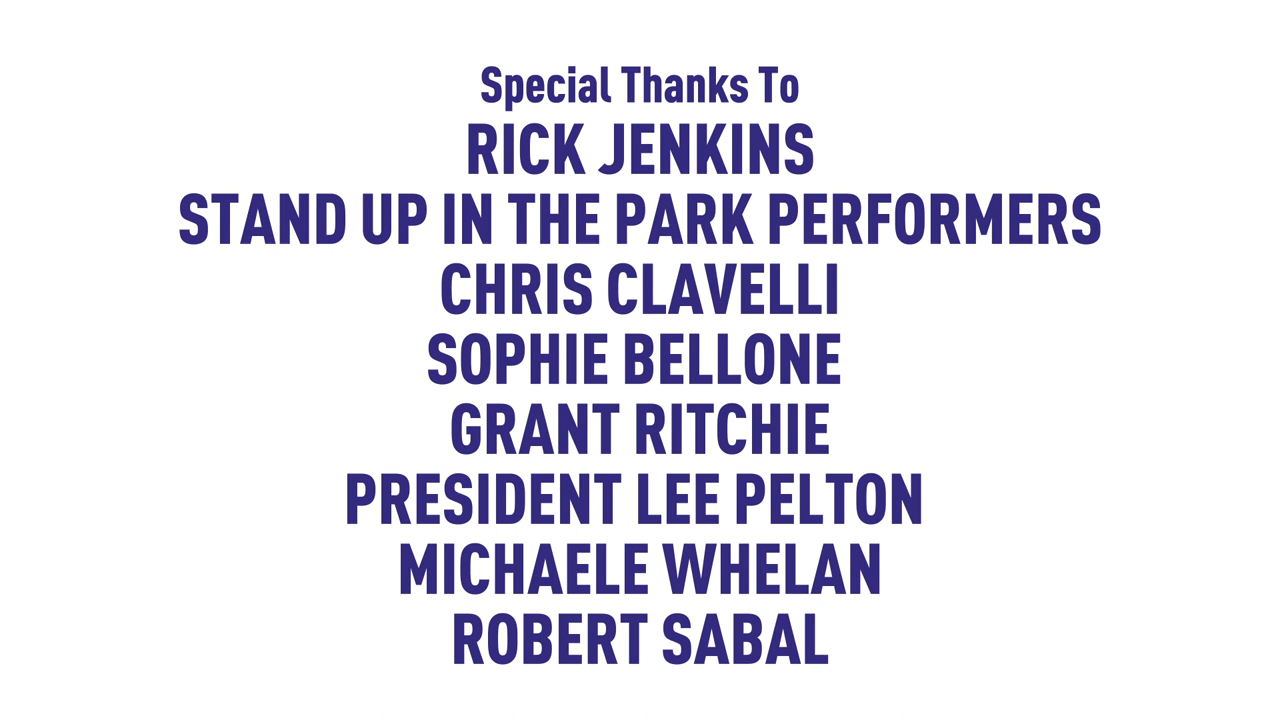 Special Thanks To
RICK JENKINS
STAND UP IN THE PARK PERFORMERS
CHRIS CLAVELLI
SOPHIE BELLONE
GRANT RITCHIE
PRESIDENT LEE PELTON
MICHAELE WHELAN
ROBERT SABAL